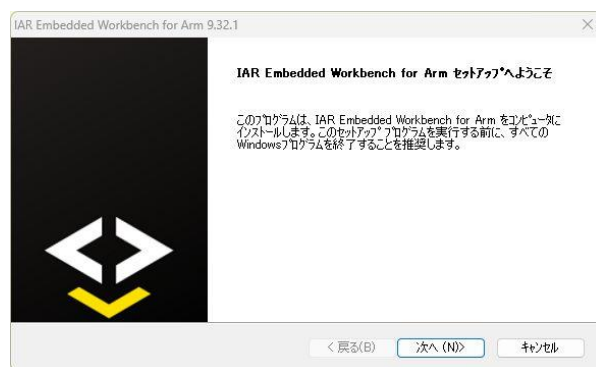 IAR Embedded Workbench for Arm 9.32.1
IAR Embedded Workbench for Arm ｾｯﾄｱｯﾌﾟへようこそ
このﾌﾟﾛｸﾞﾗﾑは、IAR Embedded Workbench for Arm をｺﾝﾋﾟｭｰﾀに
ｲﾝｽﾄｰﾙします。このｾｯﾄｱｯﾌﾟ ﾌﾟﾛｸﾞﾗﾑを実行する前に、すべての
Windowsﾌﾟﾛｸﾞﾗﾑを終了することを推奨します。
< 戻る(B)
次へ (N)>
ｷｬﾝｾﾙ